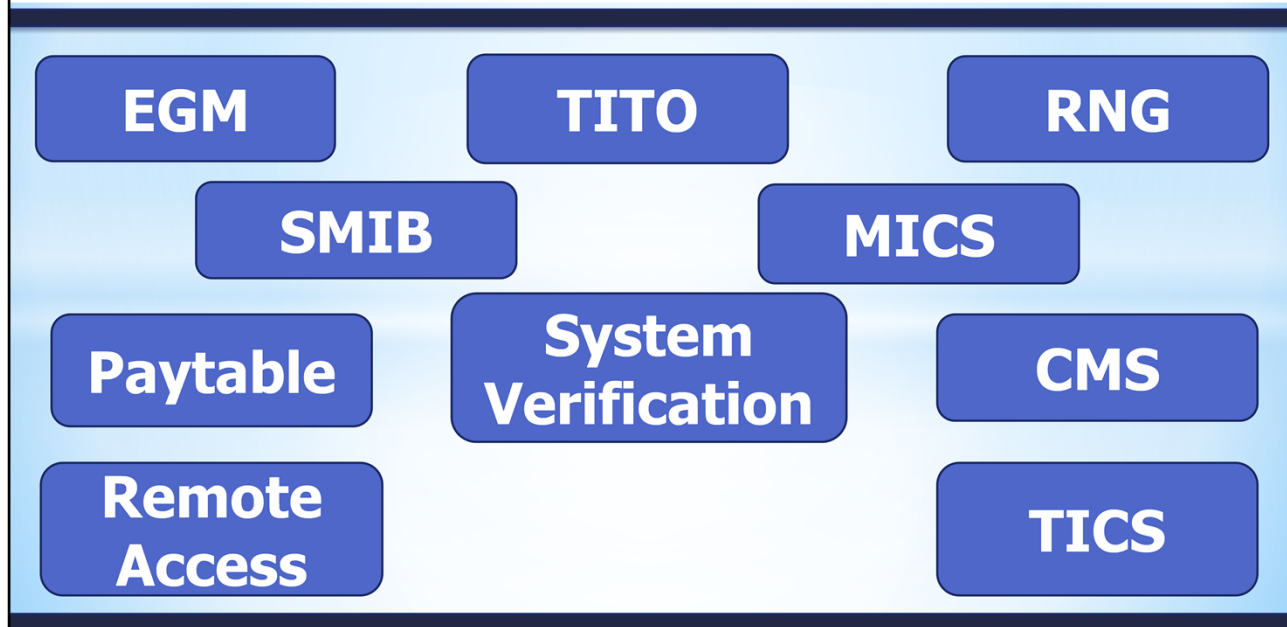 EGM
TITO
RNG
SMIB
MICS
Paytable
System
Verification
CMS
Remote
Access
TICS